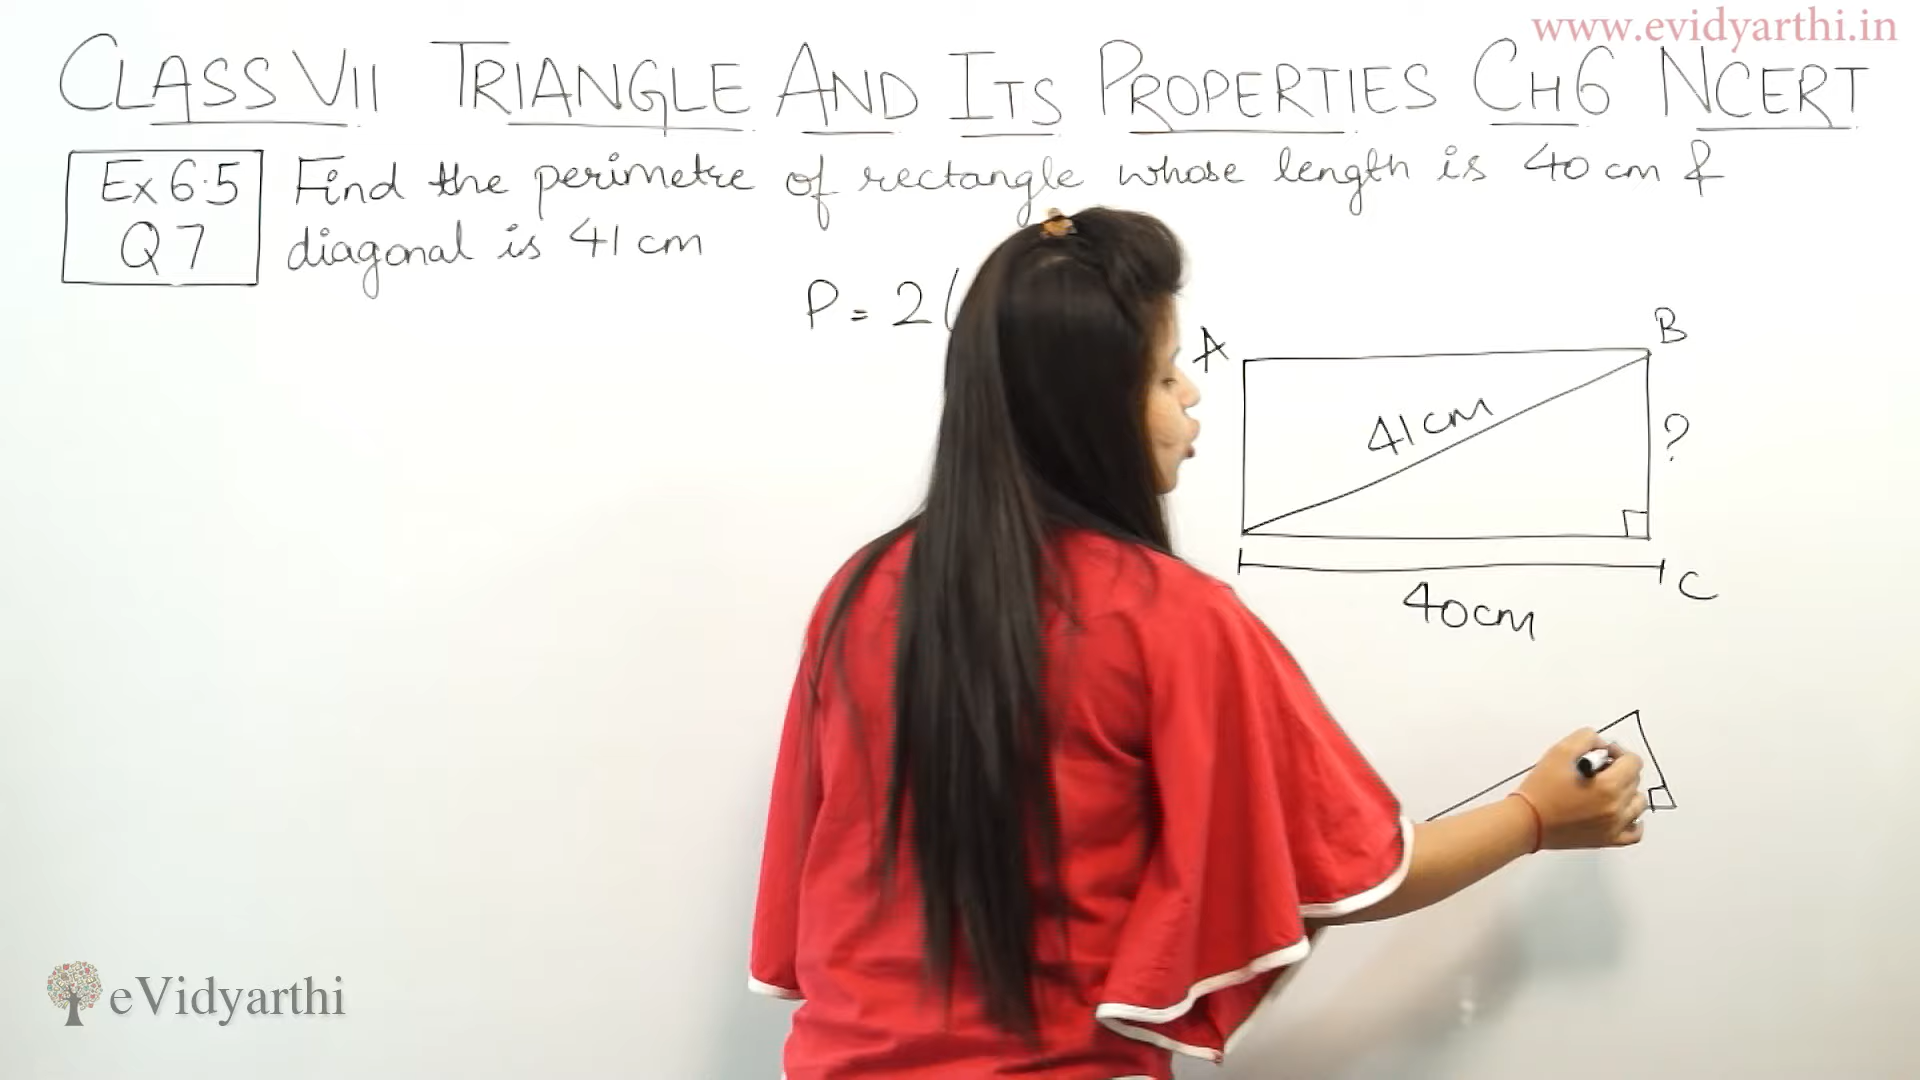 www.evidyarthi.in
CLASS VII TRIANGLE AND ITS PROPERTIES CH6 NCERT
Ex 6.5
Q 7
Find the perimetre of rectangle whose length is 40 cm &
diagonal is 41 cm
P = 2(
A
B
41cm
?
C
40cm
eVidyarthi